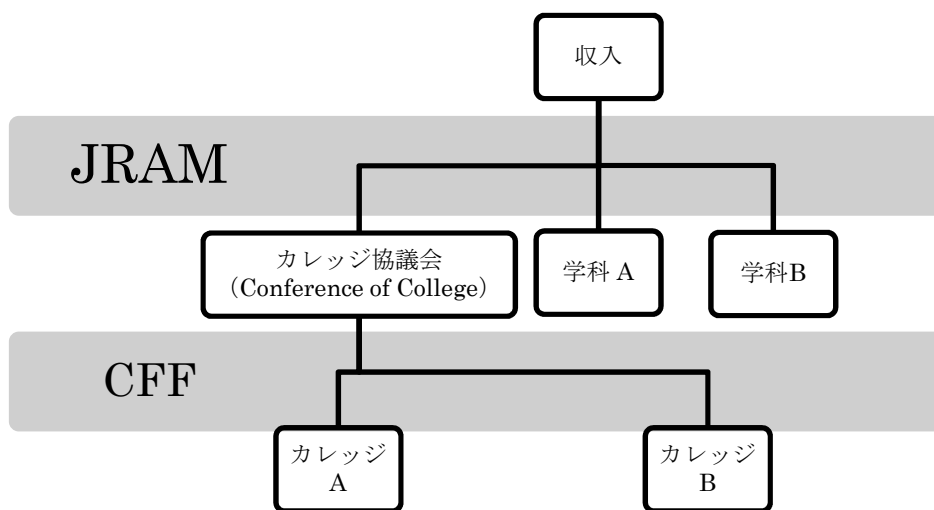 収入
JRAM
カレッジ協議会
（Conference of College）
学科 A
学科B
CFF
カレッジ
A
カレッジ
B